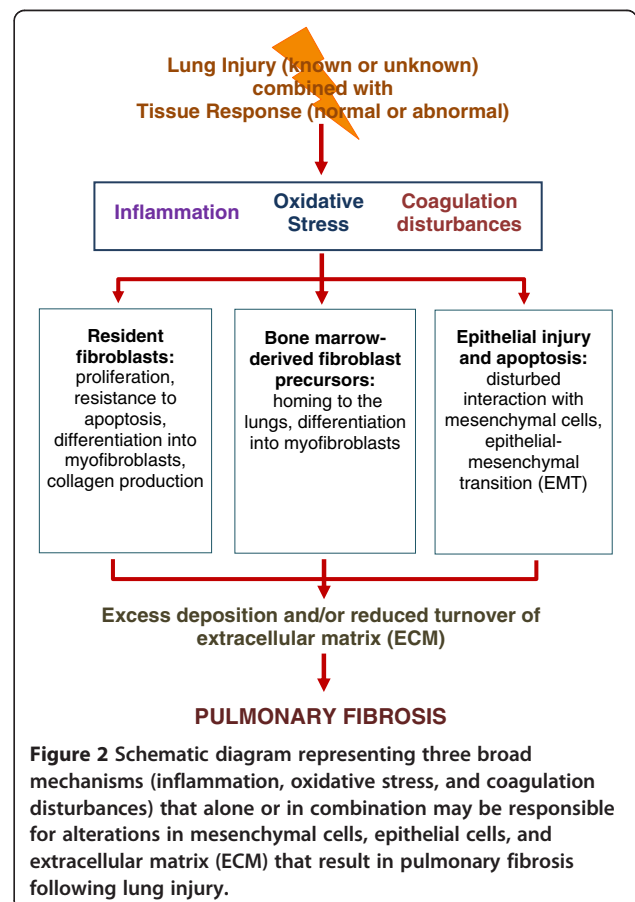 Lung Injury (known or unknown)
combined with
Tissue Response (normal or abnormal)
Inflammation
Oxidative
Stress
Coagulation
disturbances
Resident
fibroblasts:
proliferation,
resistance to
apoptosis,
differentiation into
myofibroblasts,
collagen production
Bone marrow-
derived fibroblast
precursors:
homing to the
lungs, differentiation
into myofibroblasts
Epithelial injury
and apoptosis:
disturbed
interaction with
mesenchymal cells,
epithelial-
mesenchymal
transition (EMT)
Excess deposition and/or reduced turnover of
extracellular matrix (ECM)
PULMONARY FIBROSIS
Figure 2 Schematic diagram representing three broad
mechanisms (inflammation, oxidative stress, and coagulation
disturbances) that alone or in combination may be responsible
for alterations in mesenchymal cells, epithelial cells, and
extracellular matrix (ECM) that result in pulmonary fibrosis
following lung injury.